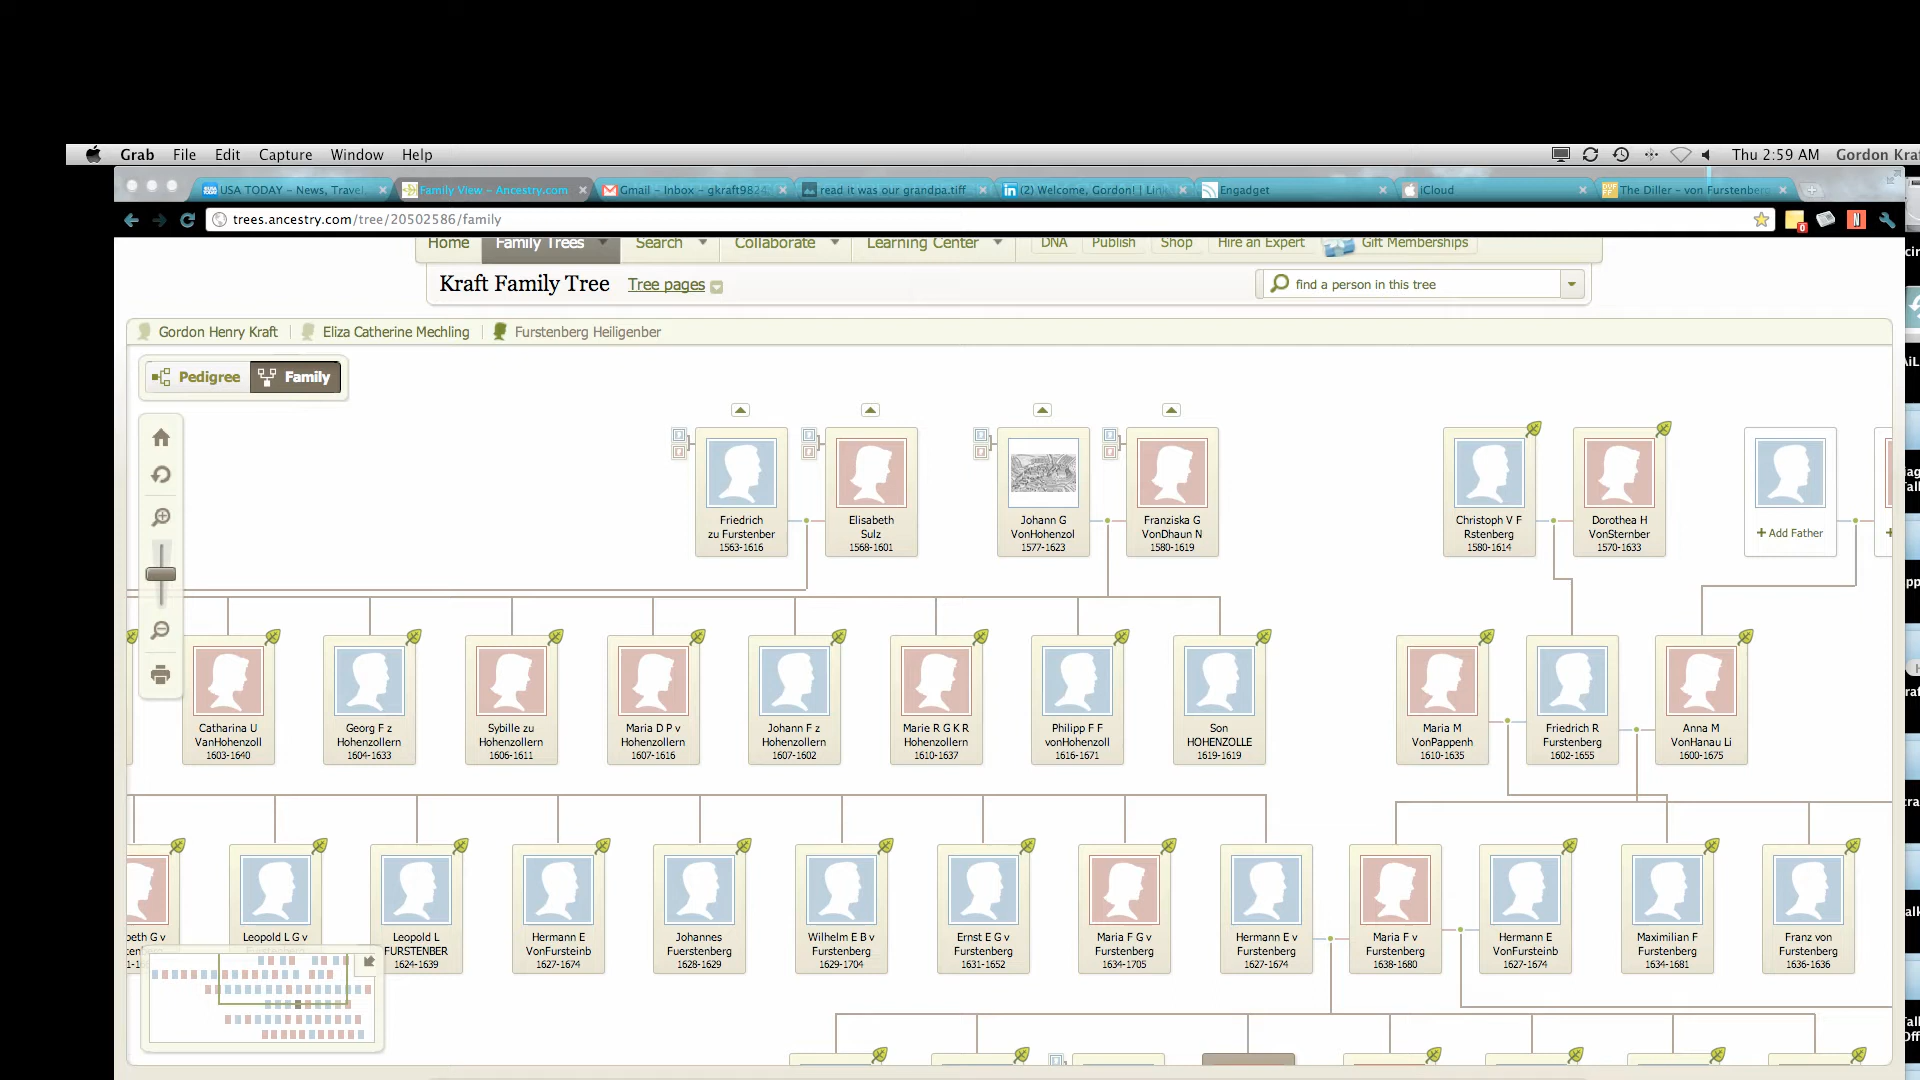 Grab File Edit Capture Window Help Thu 2:59 AM Gordon Kra
USA TODAY – News, Travel Family View – Ancestry.com Gmail – Inbox – gkraft9824 read it was our grandpa.tiff (2) Welcome, Gordon! | Link Engadget iCloud The Diller – von Furstenberg
trees.ancestry.com/tree/20502586/family
Home Family Trees Search Collaborate Learning Center DNA Publish Shop Hire an Expert Gift Memberships
Kraft Family Tree Tree pages find a person in this tree
Gordon Henry Kraft Eliza Catherine Mechling Furstenberg Heiligenber
Pedigree Family
Friedrich Elisabeth Johann G Franziska G Christoph V F Dorothea H
zu Furstenber Sulz VonHohenzol VonDhaun N Rstenberg VonSternber + Add Father
1563-1616 1568-1601 1577-1623 1580-1619 1580-1614 1570-1633
Catharina U Georg F z Sybille zu Maria D P v Johann F z Marie R G K R Philipp F F Son Maria M Friedrich R Anna M
VanHohenzoll Hohenzollern Hohenzollern Hohenzollern Hohenzollern Hohenzollern vonHohenzoll HOHENZOLLE VonPappenh Furstenberg VonHanau Li
1603-1640 1604-1633 1606-1611 1607-1616 1607-1602 1610-1637 1616-1671 1619-1619 1610-1635 1602-1655 1600-1675
beth G v Leopold L G v Leopold L Hermann E Johannes Wilhelm E B v Ernst E G v Maria F G v Hermann E v Maria F v Hermann E Maximilian F Franz von
FURSTENBER VonFursteinb Fuerstenberg Furstenberg Furstenberg Furstenberg Furstenberg Furstenberg VonFursteinb Furstenberg Furstenberg
1624-1639 1627-1674 1628-1629 1629-1704 1631-1652 1634-1705 1627-1674 1638-1680 1627-1674 1634-1681 1636-1636